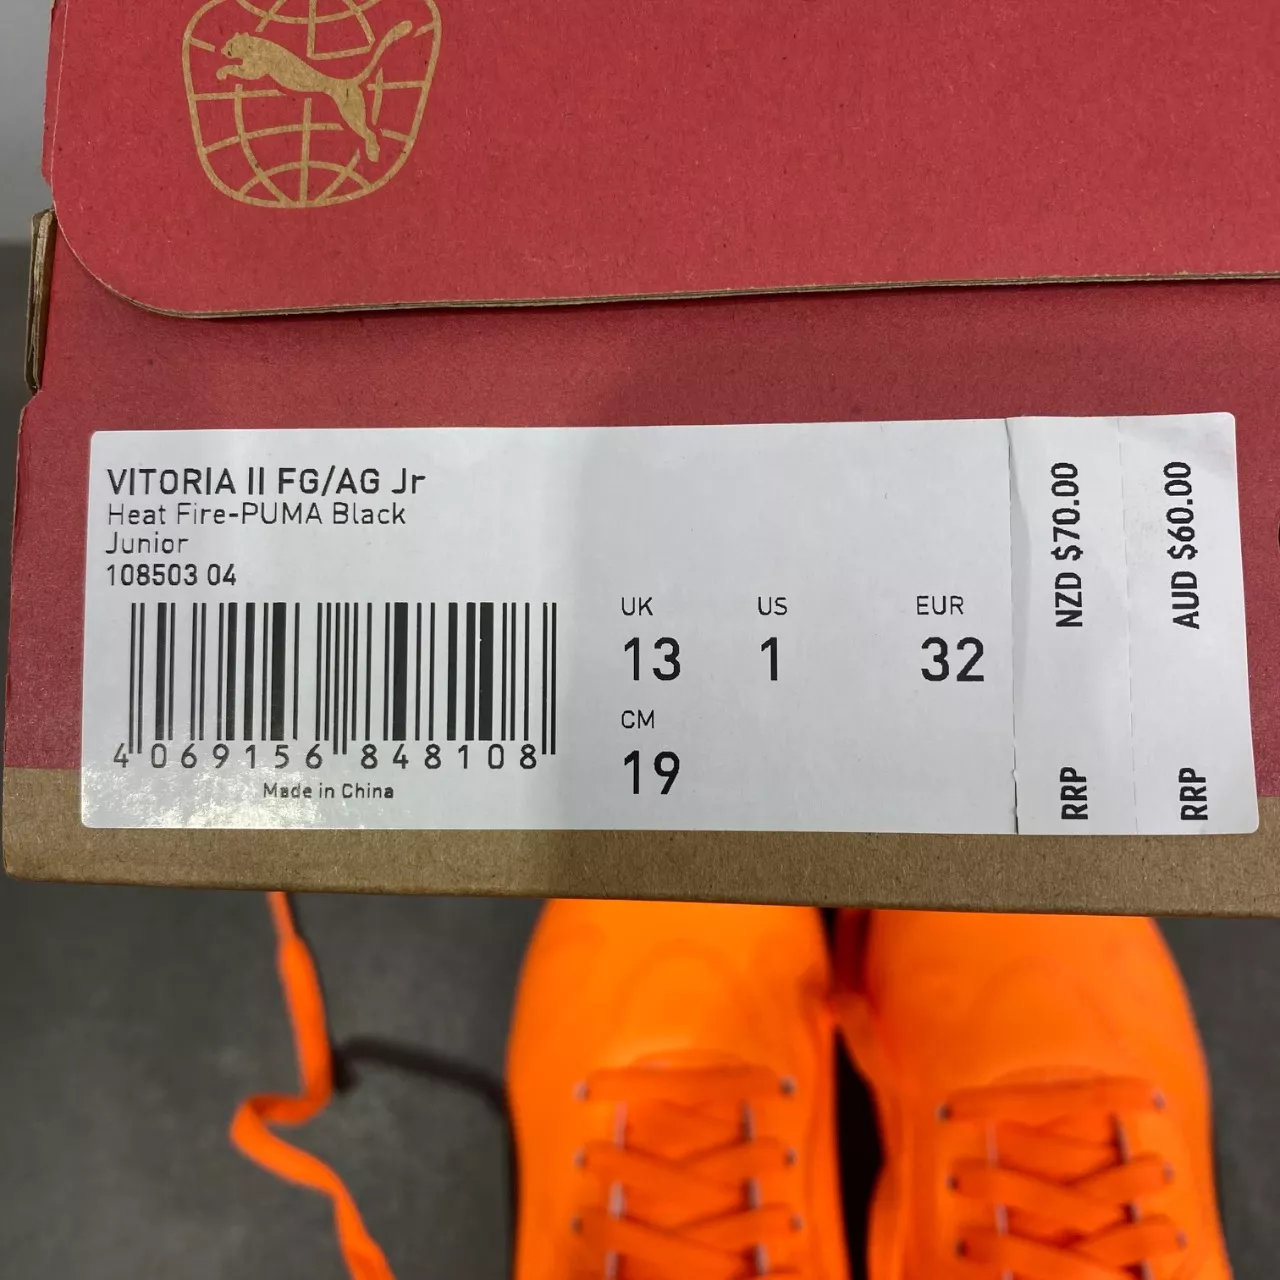 VITORIA II FG/AG Jr
Heat Fire-PUMA Black
Junior
108503 04
4 069156 848108
Made in China
UK
13
US
1
EUR
32
CM
19
RRP NZD $70.00
RRP AUD $60.00